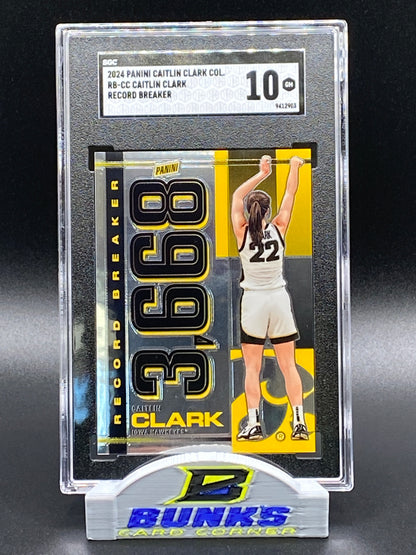 SGC
2024 PANINI CAITLIN CLARK COL.
RB-CC CAITLIN CLARK
RECORD BREAKER
10 GM
9412903
PANINI
RECORD BREAKER
3,668
CAITLIN
CLARK
IOWA HAWKEYES
22
BUNKS
CARD CORNER